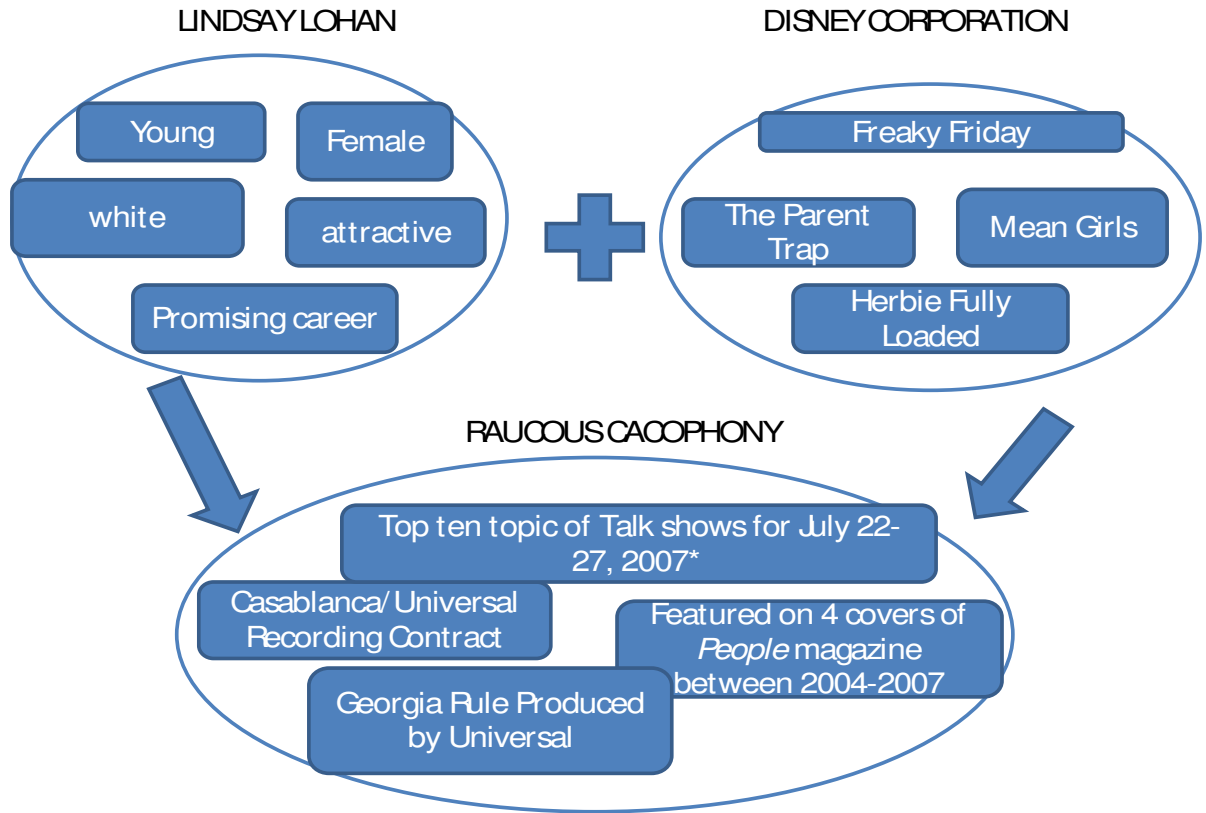 LINDSAY LOHAN
DISNEY CORPORATION
Young
Female
white
attractive
Promising career
Freaky Friday
The Parent
Trap
Mean Girls
Herbie Fully
Loaded
RAUCOUS CACOPHONY
Top ten topic of Talk shows for July 22-
27, 2007*
Casablanca/ Universal
Recording Contract
Featured on 4 covers of
People magazine
between 2004-2007
Georgia Rule Produced
by Universal